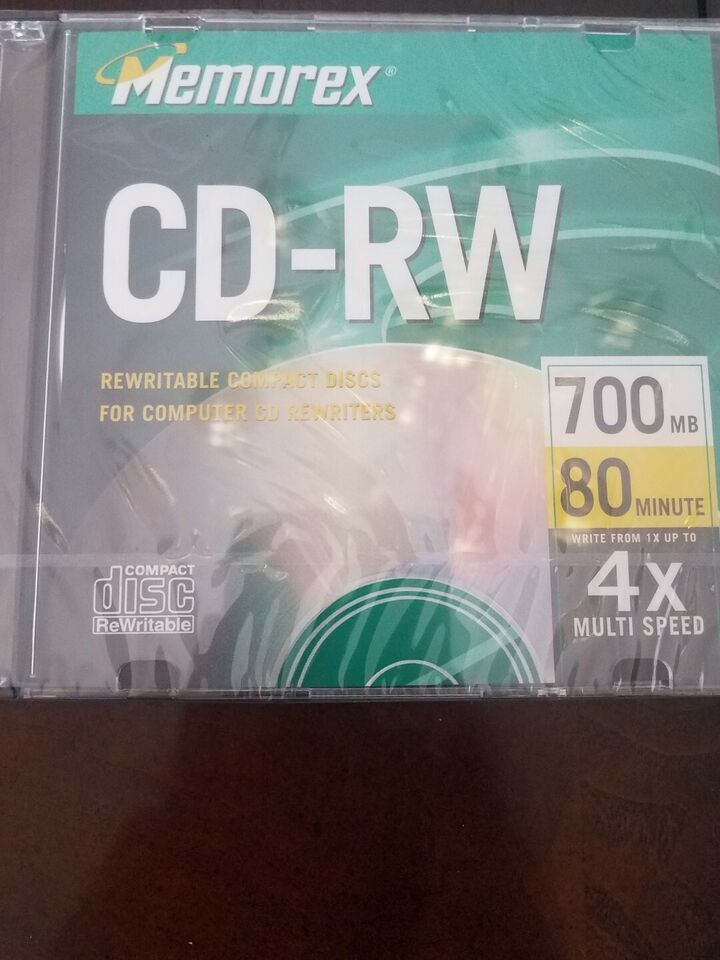 Memorex®
CD-RW
REWRITABLE COMPACT DISCS
FOR COMPUTER CD REWRITERS
700 MB
80 MINUTE
WRITE FROM 1X UP TO
4X
MULTI SPEED
COMPACT
disc
ReWritable